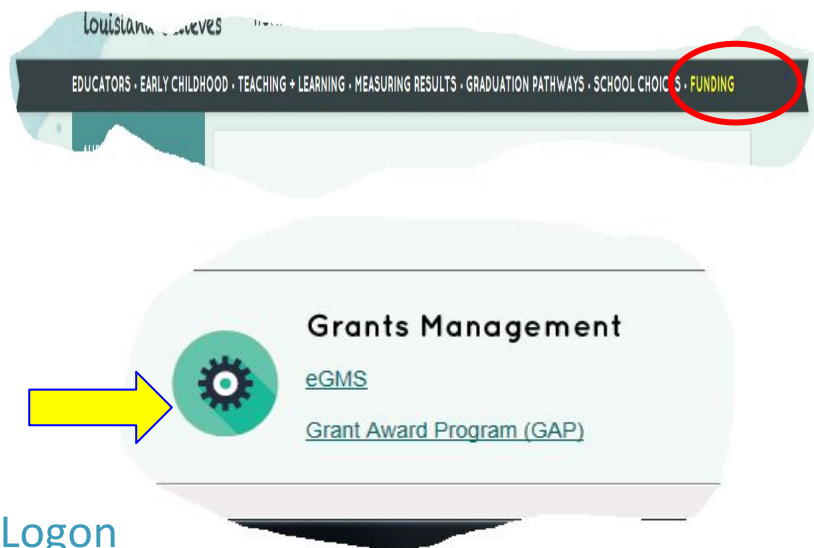 Louisiana
EDUCATORS • EARLY CHILDHOOD • TEACHING + LEARNING • MEASURING RESULTS • GRADUATION PATHWAYS • SCHOOL CHOICES • FUNDING
Grants Management
eGMS
Grant Award Program (GAP)
Logon